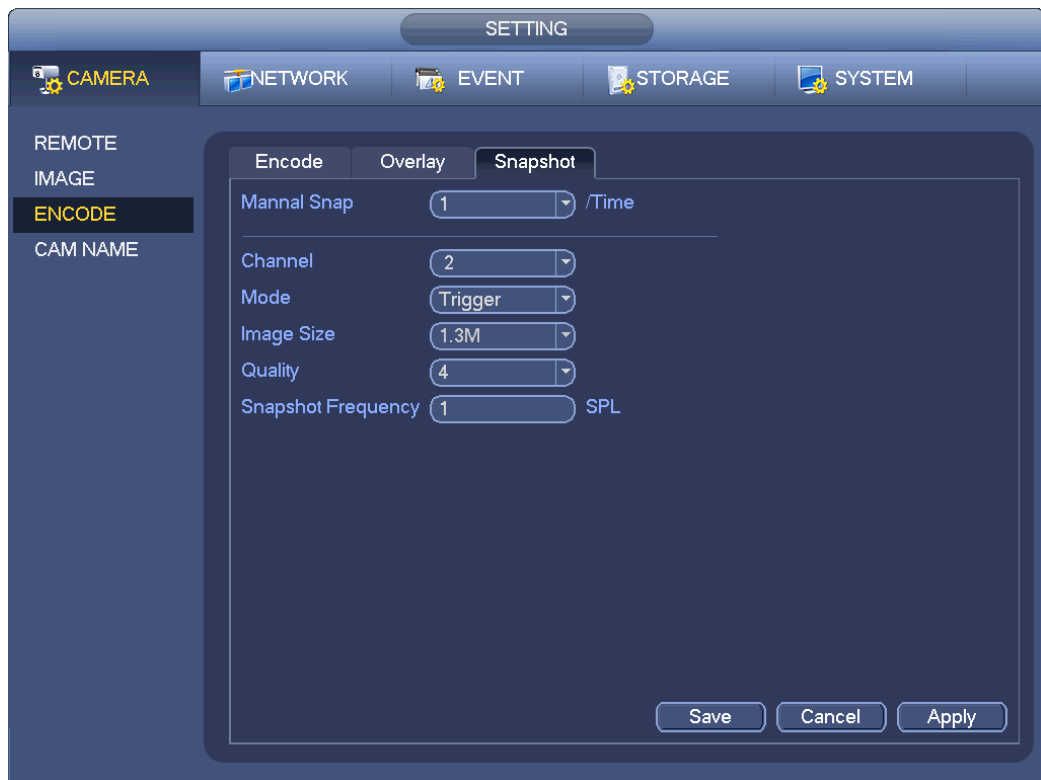 SETTING
CAMERA NETWORK EVENT STORAGE SYSTEM
REMOTE
IMAGE
ENCODE
CAM NAME
Encode Overlay Snapshot
Mannal Snap 1 /Time
Channel 2
Mode Trigger
Image Size 1.3M
Quality 4
Snapshot Frequency 1 SPL
Save Cancel Apply